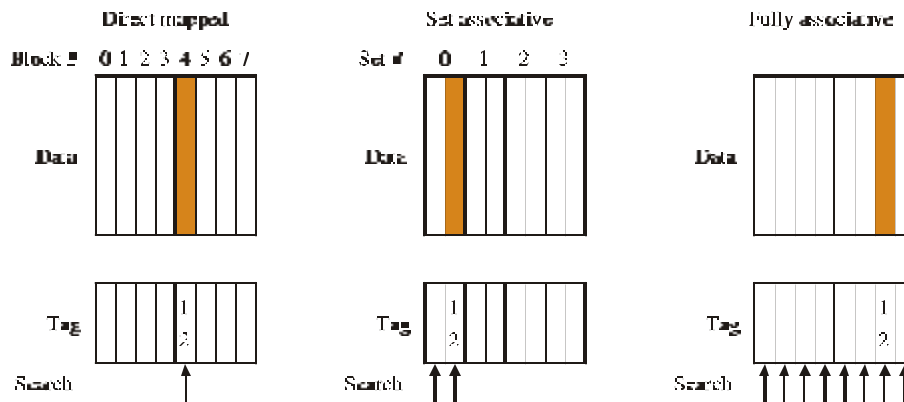 Direct mapped Set associative Fully associative
Block # 0 1 2 3 4 5 6 7 Set # 0 1 2 3
Data Data Data
1 1 1
Tag Tag Tag
2 2 2
Search Search Search